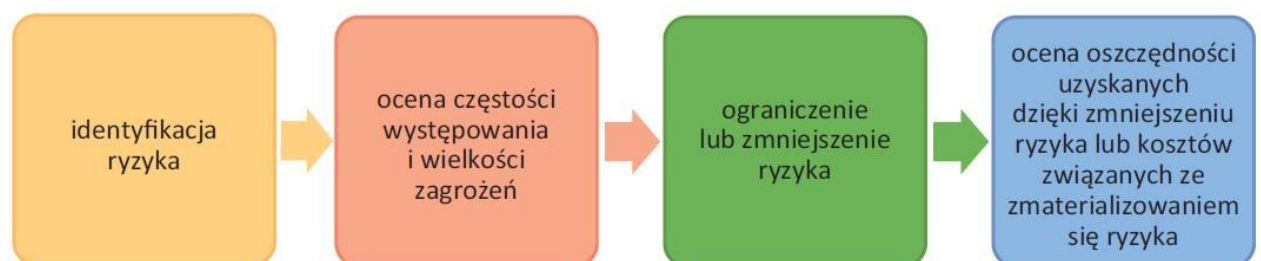 identyfikacja
ryzyka
ocena częstości
występowania
i wielkości
zagrożeń
ograniczenie
lub zmniejszenie
ryzyka
ocena oszczędności
uzyskanych
dzięki zmniejszeniu
ryzyka lub kosztów
związanych ze
zmaterializowaniem
się ryzyka